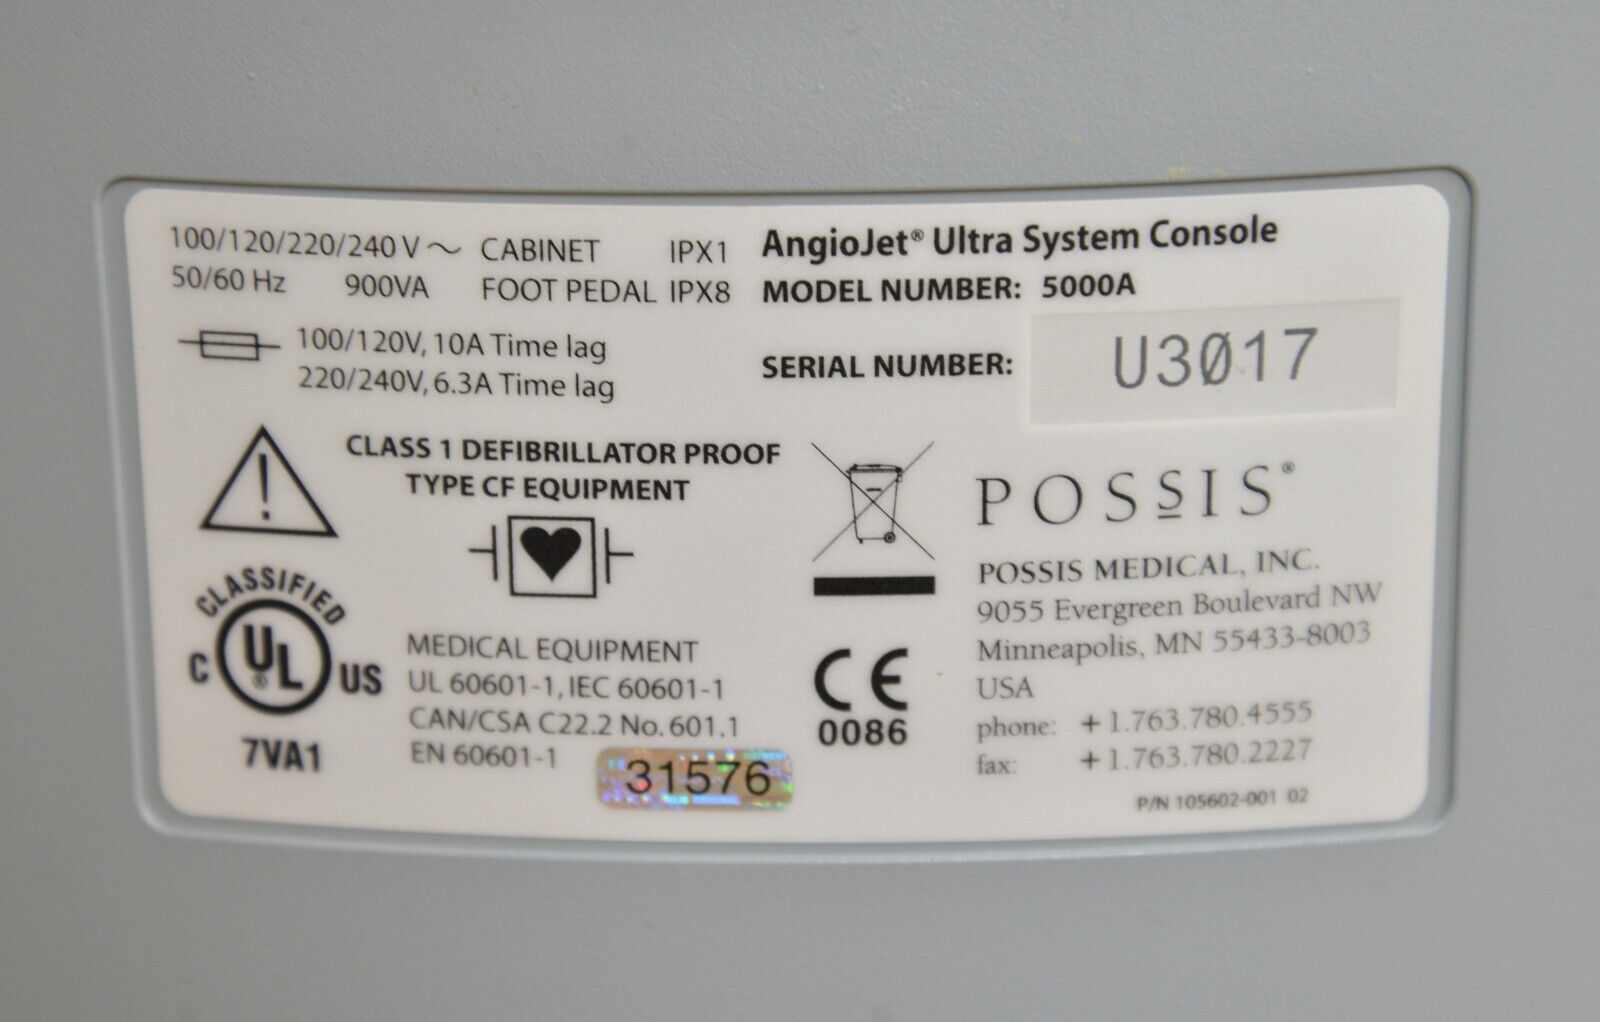 100/120/220/240 V ~ CABINET IPX1
50/60 Hz 900VA FOOT PEDAL IPX8
100/120V, 10A Time lag
220/240V, 6.3A Time lag
AngioJet® Ultra System Console
MODEL NUMBER: 5000A
SERIAL NUMBER: U3Ø17
CLASS 1 DEFIBRILLATOR PROOF
TYPE CF EQUIPMENT
CLASSIFIED
C UL® US
7VA1
MEDICAL EQUIPMENT
UL 60601-1, IEC 60601-1
CAN/CSA C22.2 No. 601.1
EN 60601-1
31576
CE
0086
POSSIS®
POSSIS MEDICAL, INC.
9055 Evergreen Boulevard NW
Minneapolis, MN 55433-8003
USA
phone: +1.763.780.4555
fax: +1.763.780.2227
P/N 105602-001 02